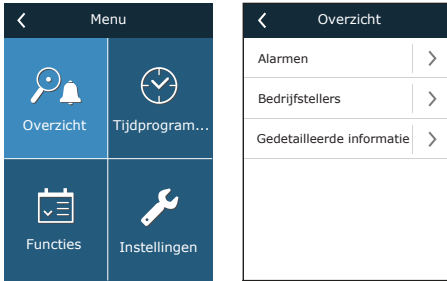 Menu
Overzicht
Tijdprogram...
Functies
Instellingen
Overzicht
Alarmen
Bedrijfstellers
Gedetailleerde informatie